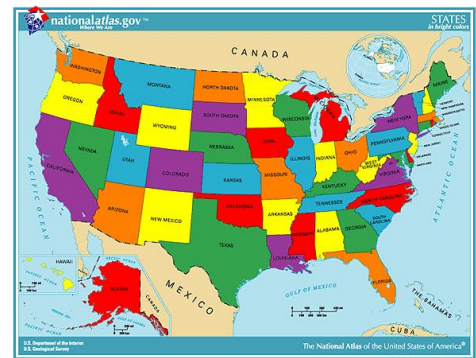 nationalatlas.gov™
Where We Are
STATES
in bright colors
CANADA
WASHINGTON
MONTANA
NORTH DAKOTA
MINNESOTA
MAINE
OREGON
IDAHO
SOUTH DAKOTA
WISCONSIN
NEW YORK
WYOMING
NEVADA
NEBRASKA
IOWA
PENNSYLVANIA
UTAH
ILLINOIS
INDIANA
OHIO
CALIFORNIA
COLORADO
KANSAS
MISSOURI
WEST VIRGINIA
VIRGINIA
KENTUCKY
TENNESSEE
NORTH CAROLINA
ARIZONA
NEW MEXICO
OKLAHOMA
ARKANSAS
SOUTH CAROLINA
ALABAMA
GEORGIA
TEXAS
LOUISIANA
FLORIDA
PACIFIC OCEAN
ATLANTIC OCEAN
HAWAII
ALASKA
CANADA
MEXICO
GULF OF MEXICO
THE BAHAMAS
CUBA
U.S. Department of the Interior
U.S. Geological Survey
The National Atlas of the United States of America®